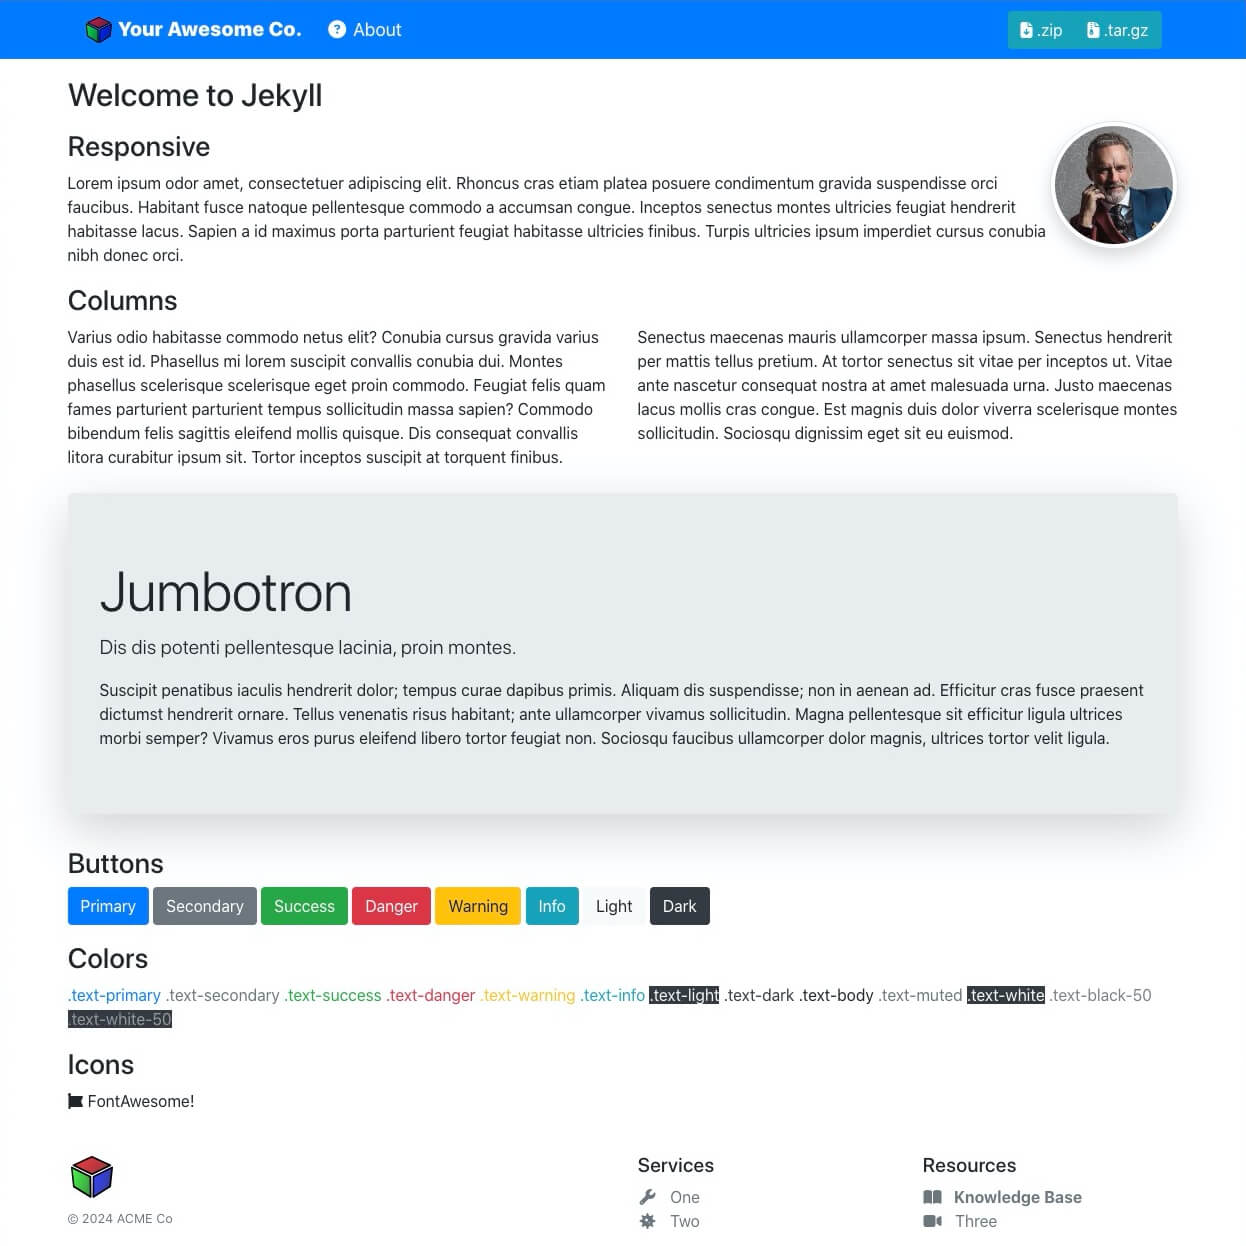 Your Awesome Co. About .zip .tar.gz
Welcome to Jekyll
Responsive
Lorem ipsum odor amet, consectetuer adipiscing elit. Rhoncus cras etiam platea posuere condimentum gravida suspendisse orci
faucibus. Habitant fusce natoque pellentesque commodo a accumsan congue. Inceptos senectus montes ultricies feugiat hendrerit
habitasse lacus. Sapien a id maximus porta parturient feugiat habitasse ultricies finibus. Turpis ultricies ipsum imperdiet cursus conubia
nibh donec orci.
Columns
Varius odio habitasse commodo netus elit? Conubia cursus gravida varius
duis est id. Phasellus mi lorem suscipit convallis conubia dui. Montes
phasellus scelerisque scelerisque eget proin commodo. Feugiat felis quam
fames parturient parturient tempus sollicitudin massa sapien? Commodo
bibendum felis sagittis eleifend mollis quisque. Dis consequat convallis
litora curabitur ipsum sit. Tortor inceptos suscipit at torquent finibus.
Senectus maecenas mauris ullamcorper massa ipsum. Senectus hendrerit
per mattis tellus pretium. At tortor senectus sit vitae per inceptos ut. Vitae
ante nascetur consequat nostra at amet malesuada urna. Justo maecenas
lacus mollis cras congue. Est magnis duis dolor viverra scelerisque montes
sollicitudin. Sociosqu dignissim eget sit eu euismod.
Jumbotron
Dis dis potenti pellentesque lacinia, proin montes.
Suscipit penatibus iaculis hendrerit dolor; tempus curae dapibus primis. Aliquam dis suspendisse; non in aenean ad. Efficitur cras fusce praesent
dictumst hendrerit ornare. Tellus venenatis risus habitant; ante ullamcorper vivamus sollicitudin. Magna pellentesque sit efficitur ligula ultrices
morbi semper? Vivamus eros purus eleifend libero tortor feugiat non. Sociosqu faucibus ullamcorper dolor magnis, ultrices tortor velit ligula.
Buttons
Primary Secondary Success Danger Warning Info Light Dark
Colors
.text-primary .text-secondary .text-success .text-danger .text-warning .text-info .text-light .text-dark .text-body .text-muted .text-white .text-black-50
.text-white-50
Icons
FontAwesome!
© 2024 ACME Co
Services
One
Two
Resources
Knowledge Base
Three